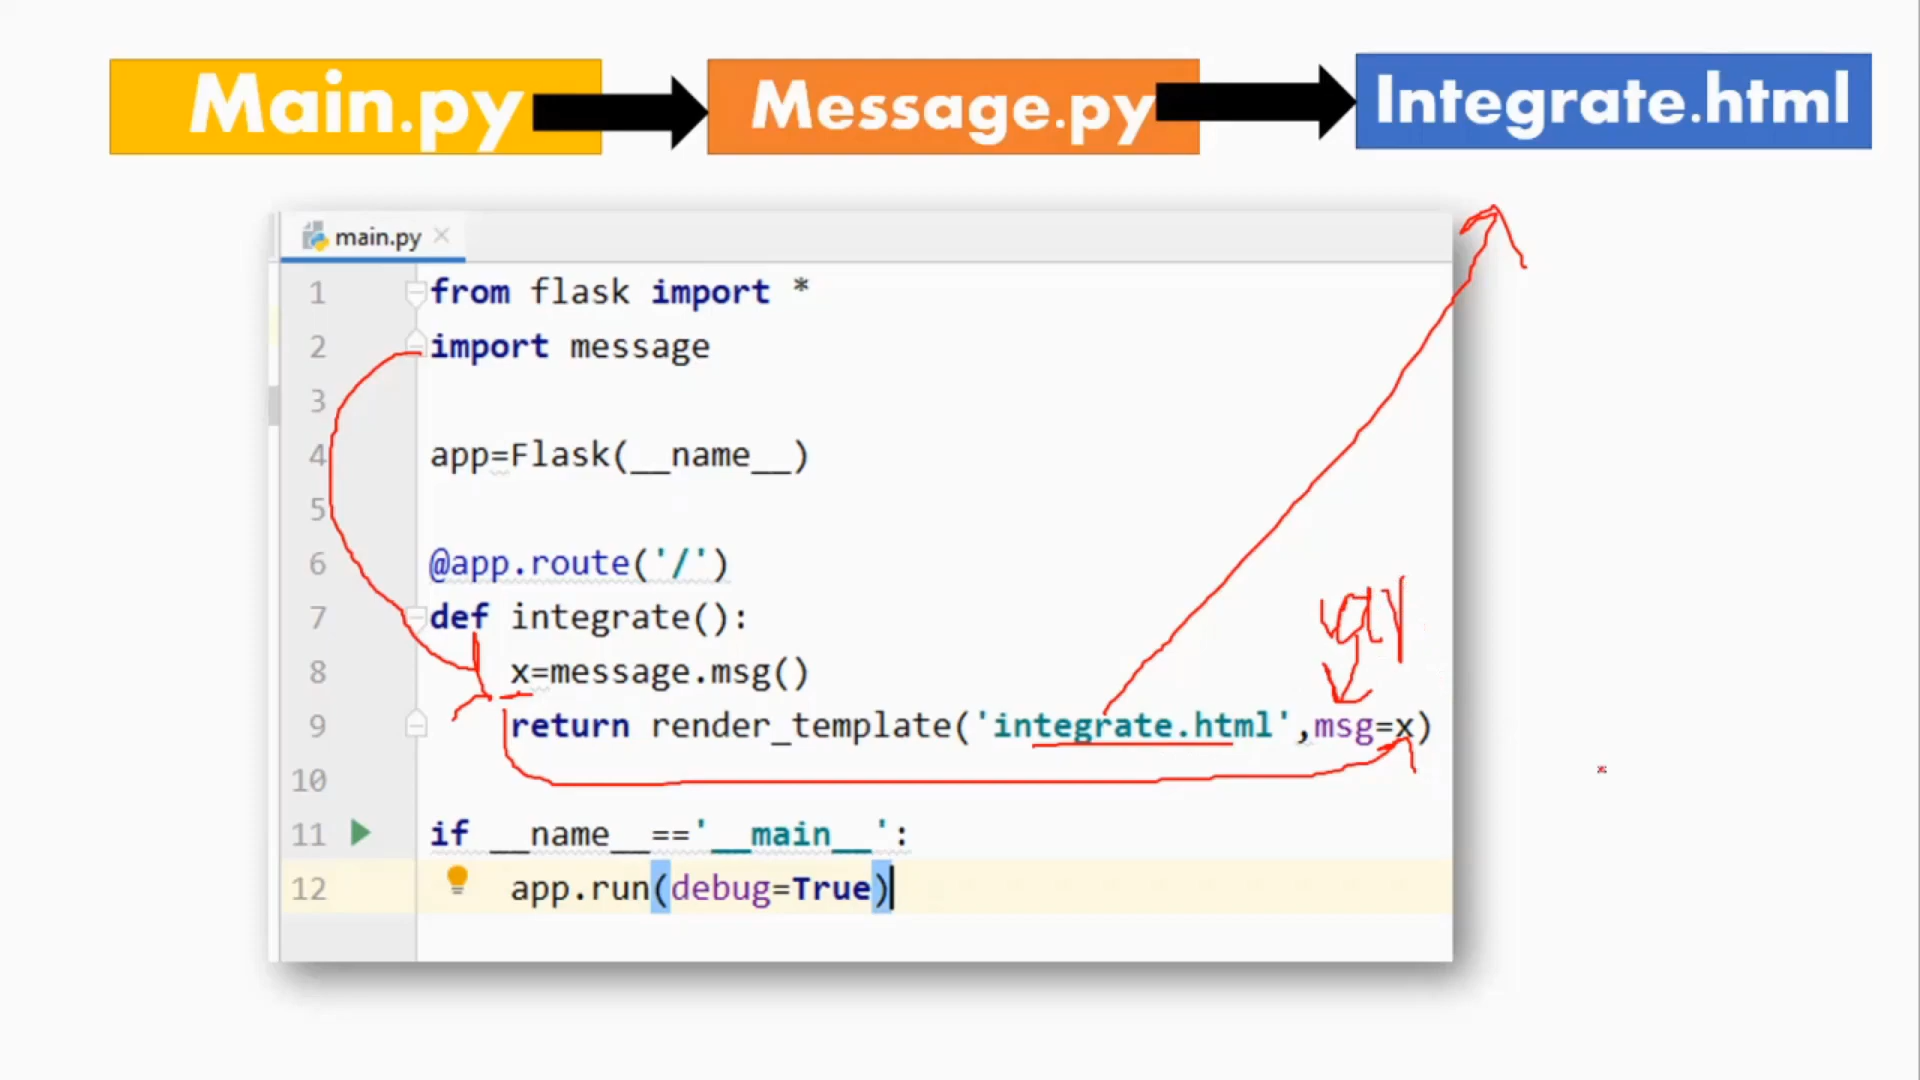 Main.py
Message.py
Integrate.html
main.py
1 from flask import *
2 import message
3
4 app=Flask(__name__)
5
6 @app.route('/')
7 def integrate():
8 x=message.msg()
9 return render_template('integrate.html',msg=x)
10
11 if __name__=='__main__':
12 app.run(debug=True)